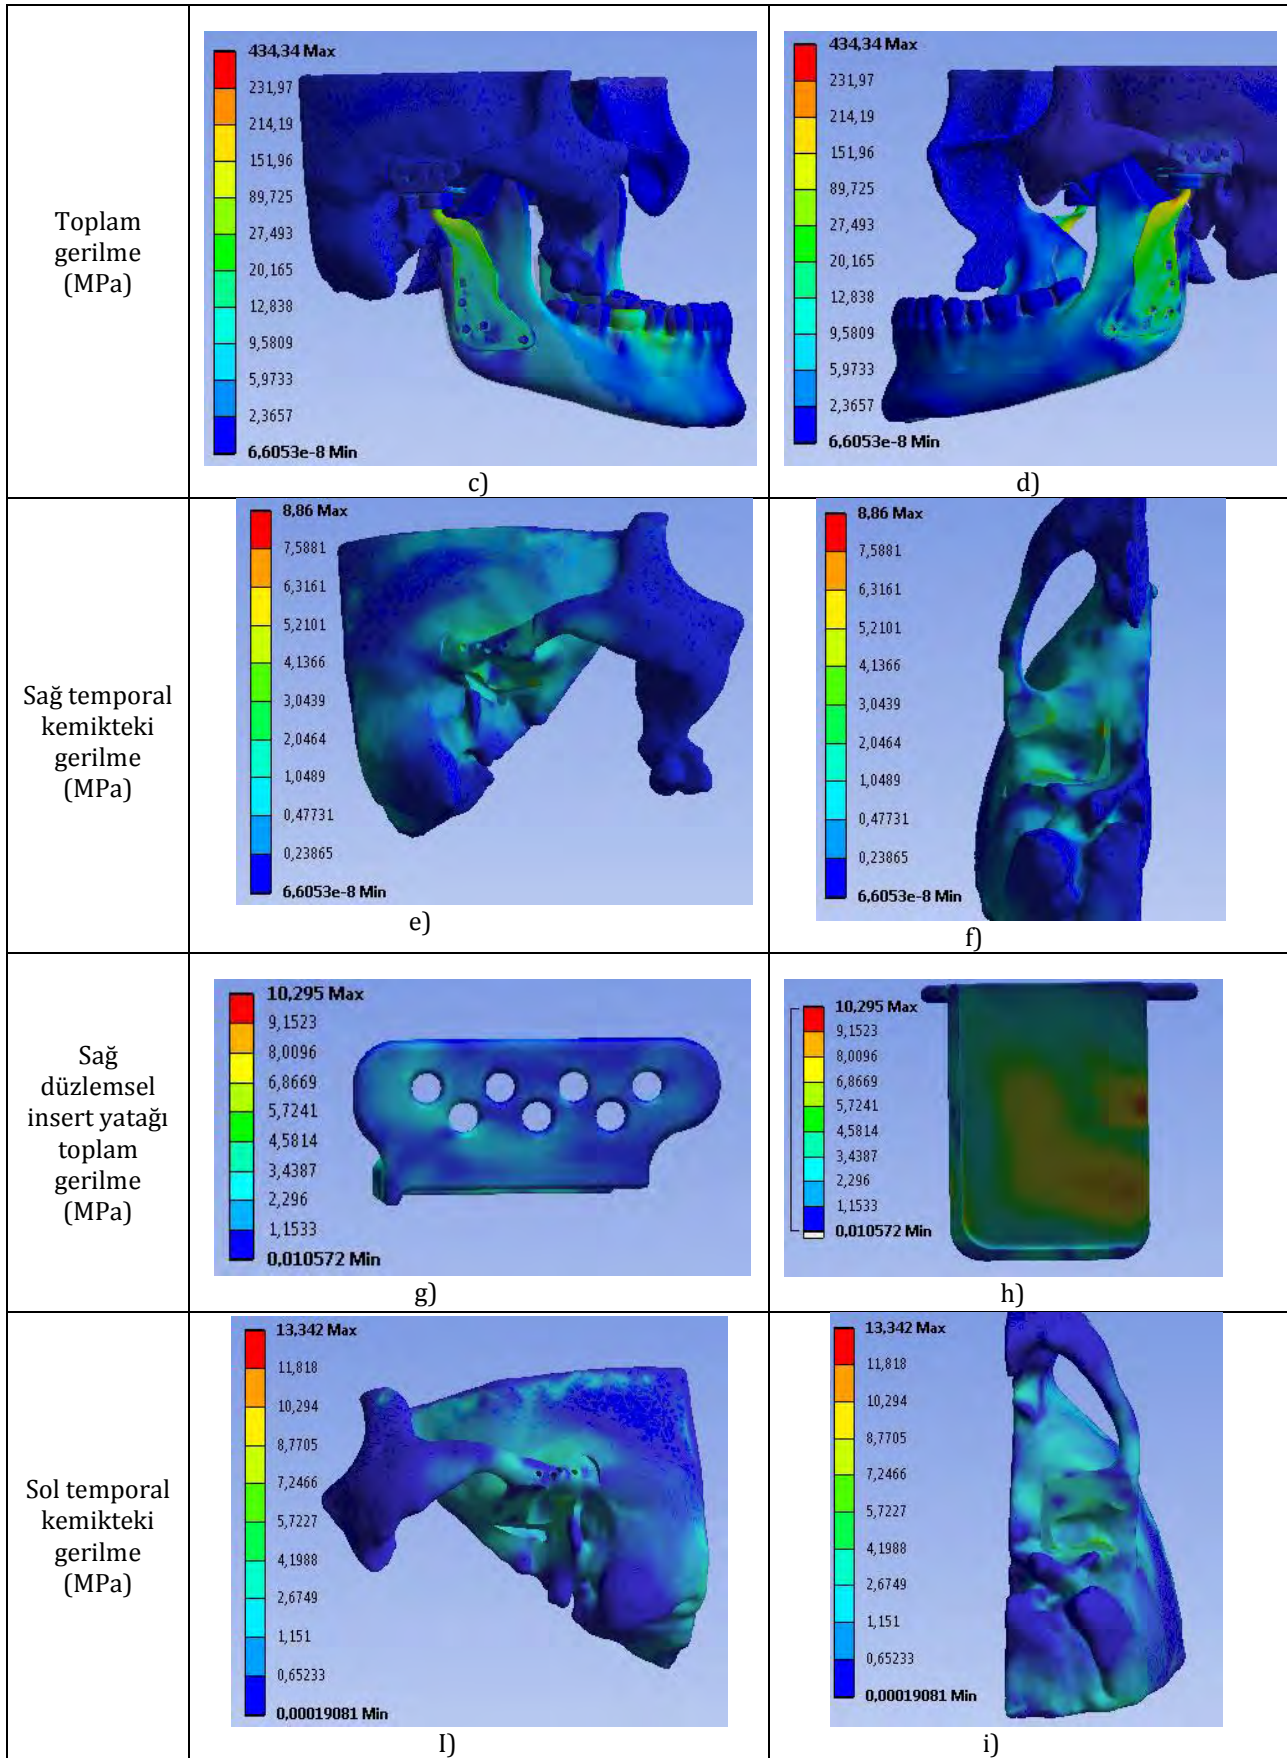 Toplam
gerilme
(MPa)
434,34 Max
231,97
214,19
151,96
89,725
27,493
20,165
12,838
9,5809
5,9733
2,3657
6,6053e-8 Min
c)
434,34 Max
231,97
214,19
151,96
89,725
27,493
20,165
12,838
9,5809
5,9733
2,3657
6,6053e-8 Min
d)
Sağ temporal
kemikteki
gerilme
(MPa)
8,86 Max
7,5881
6,3161
5,2101
4,1366
3,0439
2,0464
1,0489
0,47731
0,23865
6,6053e-8 Min
e)
8,86 Max
7,5881
6,3161
5,2101
4,1366
3,0439
2,0464
1,0489
0,47731
0,23865
6,6053e-8 Min
f)
Sağ
düzlemsel
insert yatağı
toplam
gerilme
(MPa)
10,295 Max
9,1523
8,0096
6,8669
5,7241
4,5814
3,4387
2,296
1,1533
0,010572 Min
g)
10,295 Max
9,1523
8,0096
6,8669
5,7241
4,5814
3,4387
2,296
1,1533
0,010572 Min
h)
Sol temporal
kemikteki
gerilme
(MPa)
13,342 Max
11,818
10,294
8,7705
7,2466
5,7227
4,1988
2,6749
1,151
0,65233
0,00019081 Min
I)
13,342 Max
11,818
10,294
8,7705
7,2466
5,7227
4,1988
2,6749
1,151
0,65233
0,00019081 Min
i)